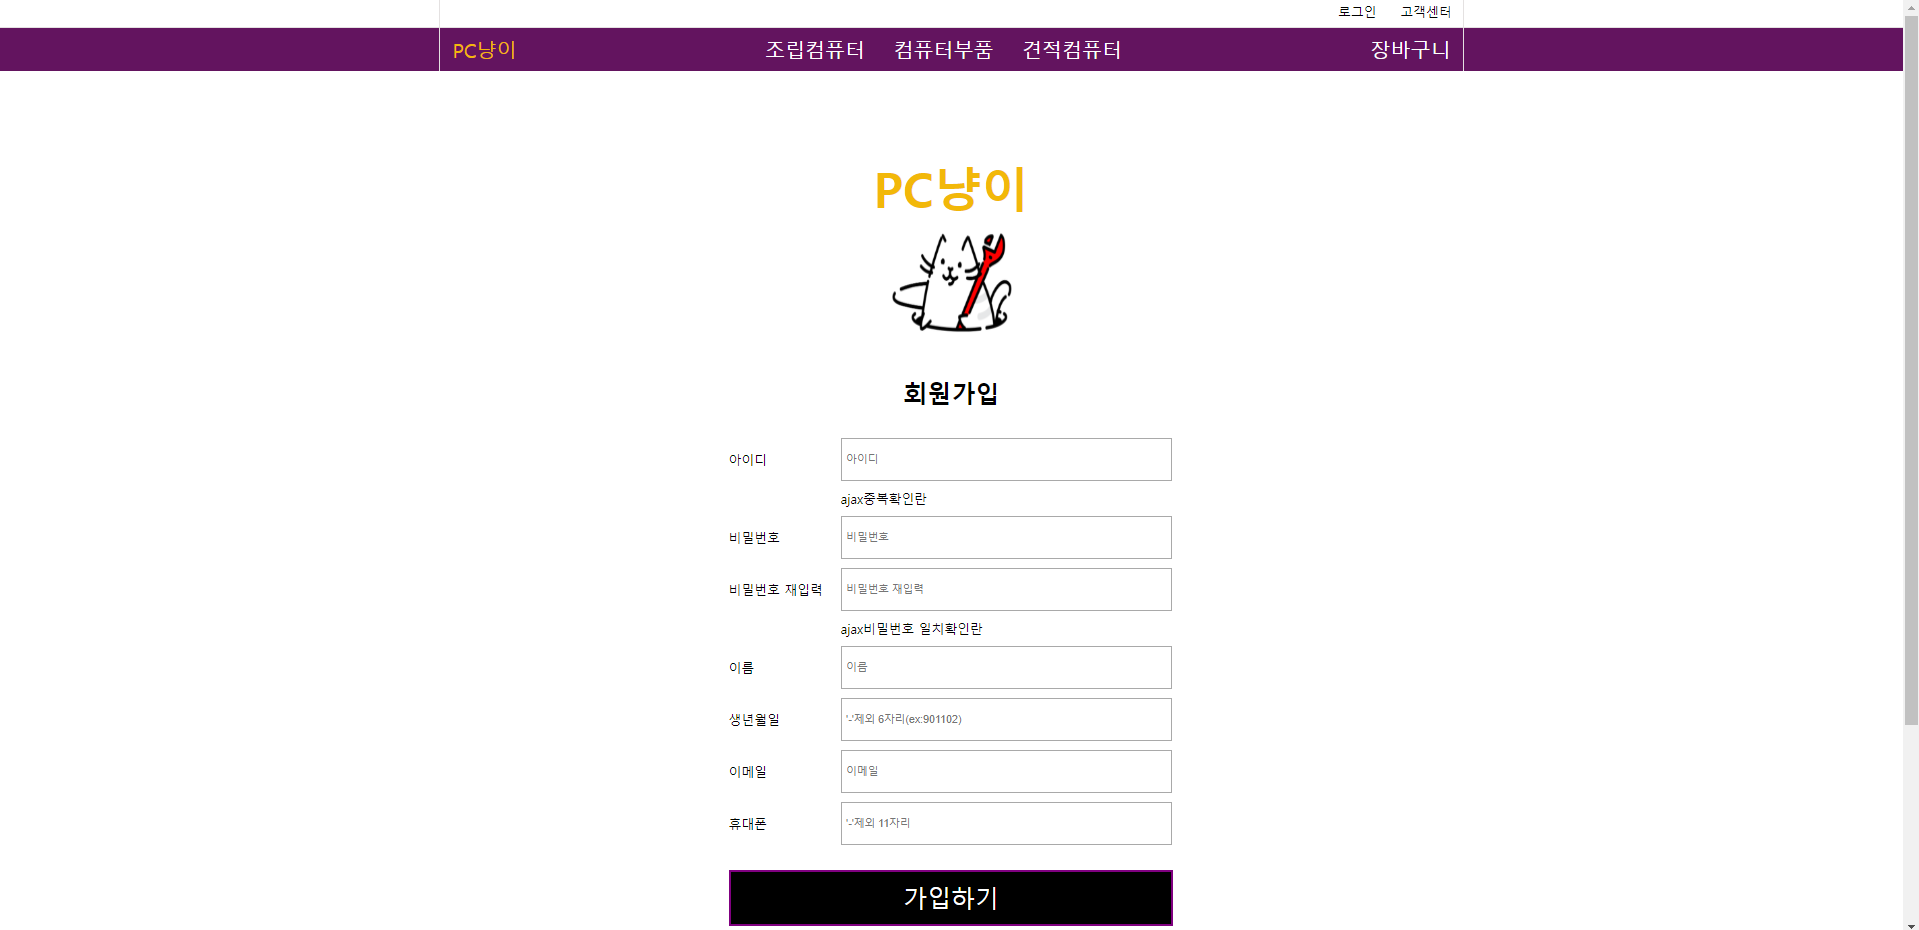 로그인 고객센터
PC냥이 조립컴퓨터 컴퓨터부품 견적컴퓨터 장바구니
PC냥이
회원가입
아이디 아이디
ajax중복확인란
비밀번호 비밀번호
비밀번호 재입력 비밀번호 재입력
ajax비밀번호 일치확인란
이름 이름
생년월일 '-'제외 6자리(ex:901102)
이메일 이메일
휴대폰 '-'제외 11자리
가입하기